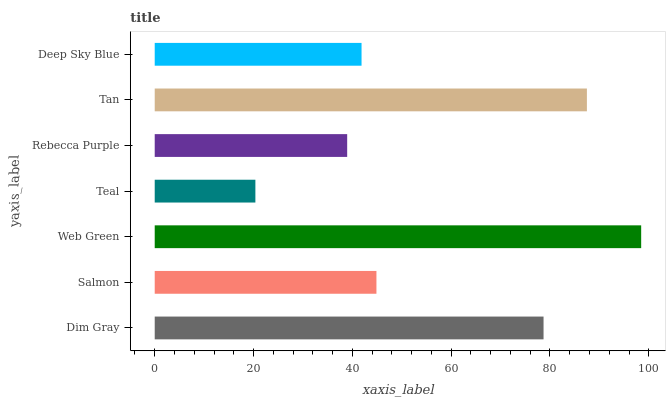 title
Deep Sky Blue
Tan
Rebecca Purple
Teal
Web Green
Salmon
Dim Gray
yaxis_label
0 20 40 60 80 100
xaxis_label